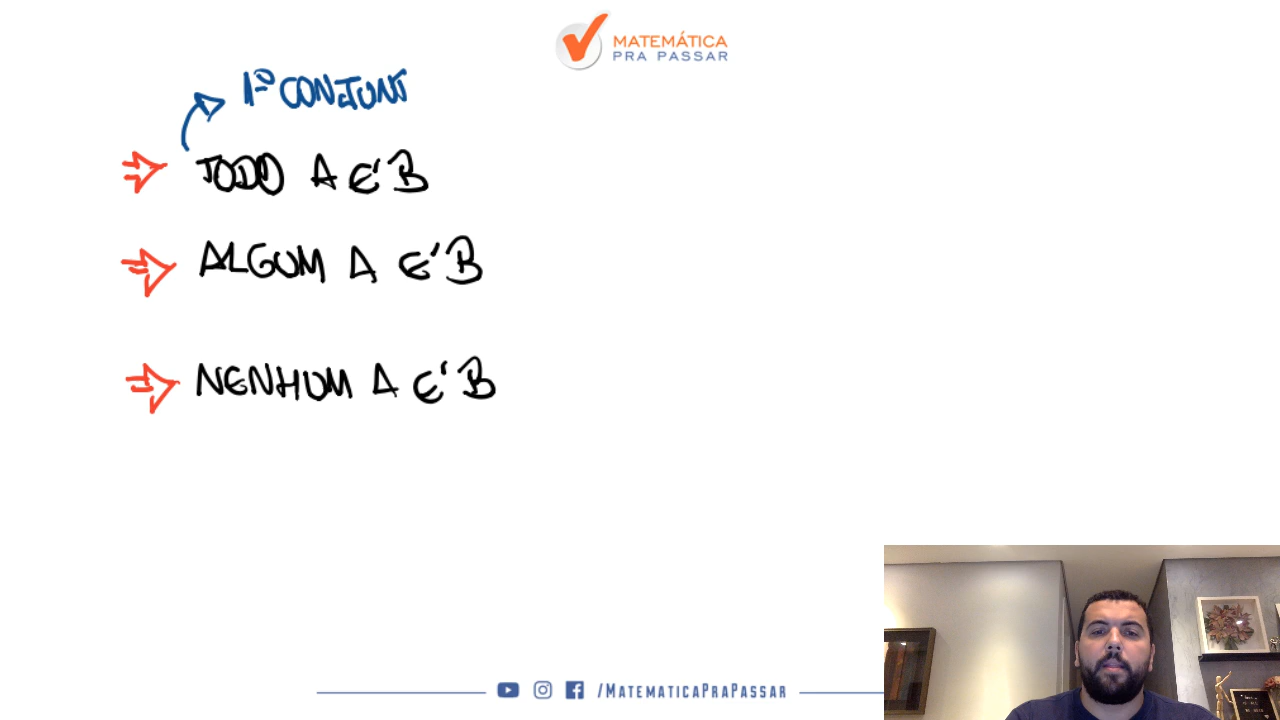 MATEMÁTICA
PRA PASSAR
1º CONJUNT
TODO A É B
ALGUM A É B
NENHUM A É B
/MATEMATICAPRAPASSAR